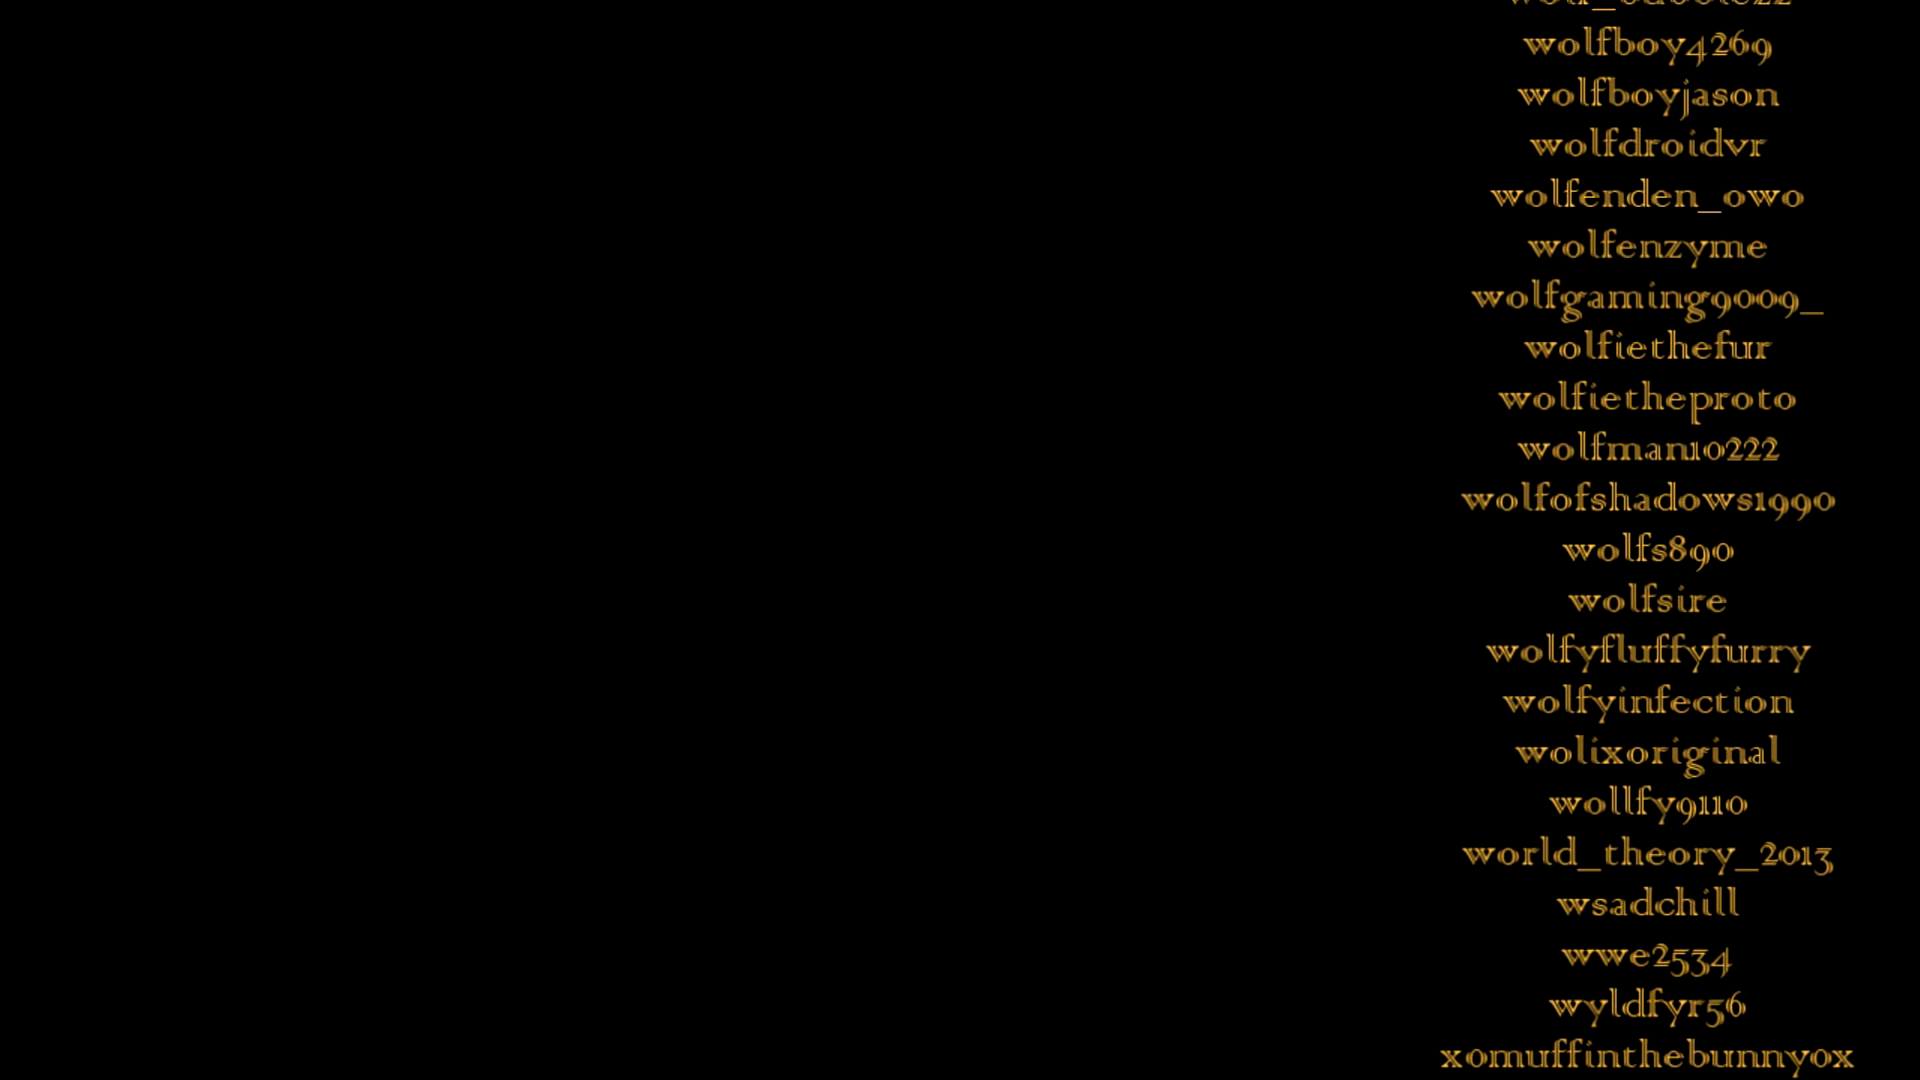 wolfboy4269
wolfboyjason
wolfdroidvr
wolfenden_owo
wolfenzyme
wolfgaming9009_
wolfiethefur
wolfietheproto
wolfman10222
wolfofshadows1990
wolfs890
wolfsire
wolfyfluffyfurry
wolfyinfection
wolixoriginal
wollfy9110
world_theory_2013
wsadchill
wwe2534
wyldfyr56
xomuffinthebunnyox